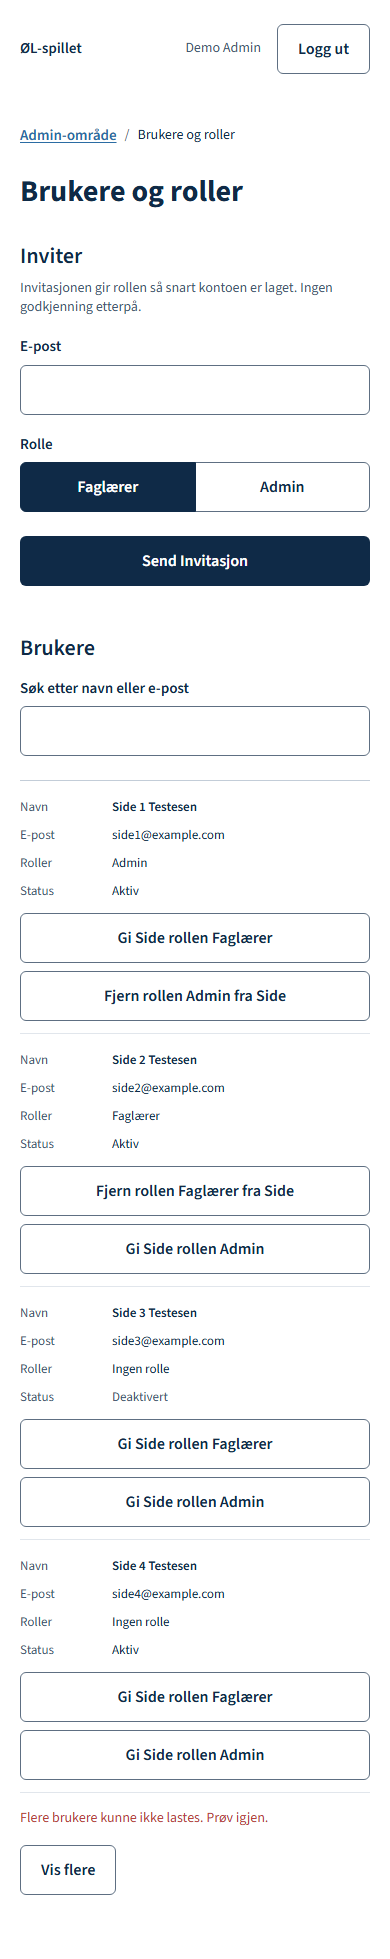 ØL-spillet
Demo Admin
Logg ut
Admin-område / Brukere og roller
Brukere og roller
Inviter
Invitasjonen gir rollen så snart kontoen er laget. Ingen
godkjenning etterpå.
E-post
Rolle
Faglærer
Admin
Send Invitasjon
Brukere
Søk etter navn eller e-post
Navn Side 1 Testesen
E-post side1@example.com
Roller Admin
Status Aktiv
Gi Side rollen Faglærer
Fjern rollen Admin fra Side
Navn Side 2 Testesen
E-post side2@example.com
Roller Faglærer
Status Aktiv
Fjern rollen Faglærer fra Side
Gi Side rollen Admin
Navn Side 3 Testesen
E-post side3@example.com
Roller Ingen rolle
Status Deaktivert
Gi Side rollen Faglærer
Gi Side rollen Admin
Navn Side 4 Testesen
E-post side4@example.com
Roller Ingen rolle
Status Aktiv
Gi Side rollen Faglærer
Gi Side rollen Admin
Flere brukere kunne ikke lastes. Prøv igjen.
Vis flere